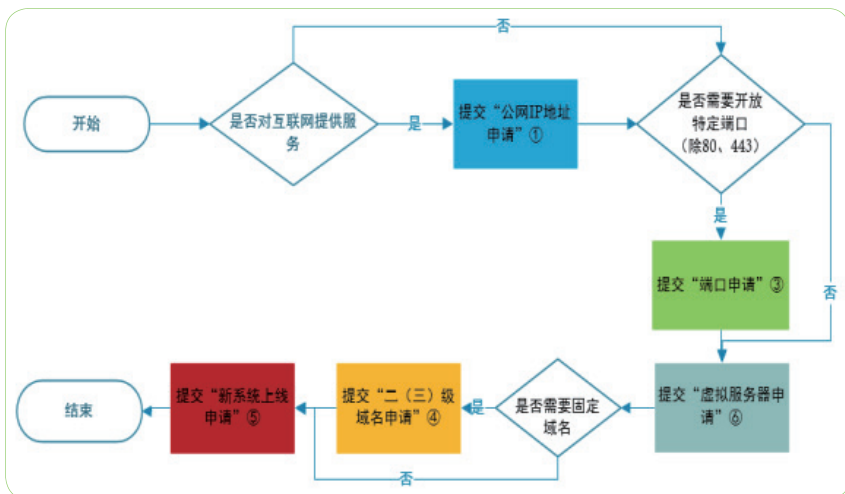 否
开始
是否对互联网提供服
务
是
提交“公网IP地址
申请”①
是否需要开放
特定端口
（除80、443）
是
否
提交“端口申请”③
结束
提交“新系统上线
申请”⑤
提交“二（三）级
域名申请”④
是
是否需要固定
域名
提交“虚拟服务器申
请”⑥
否